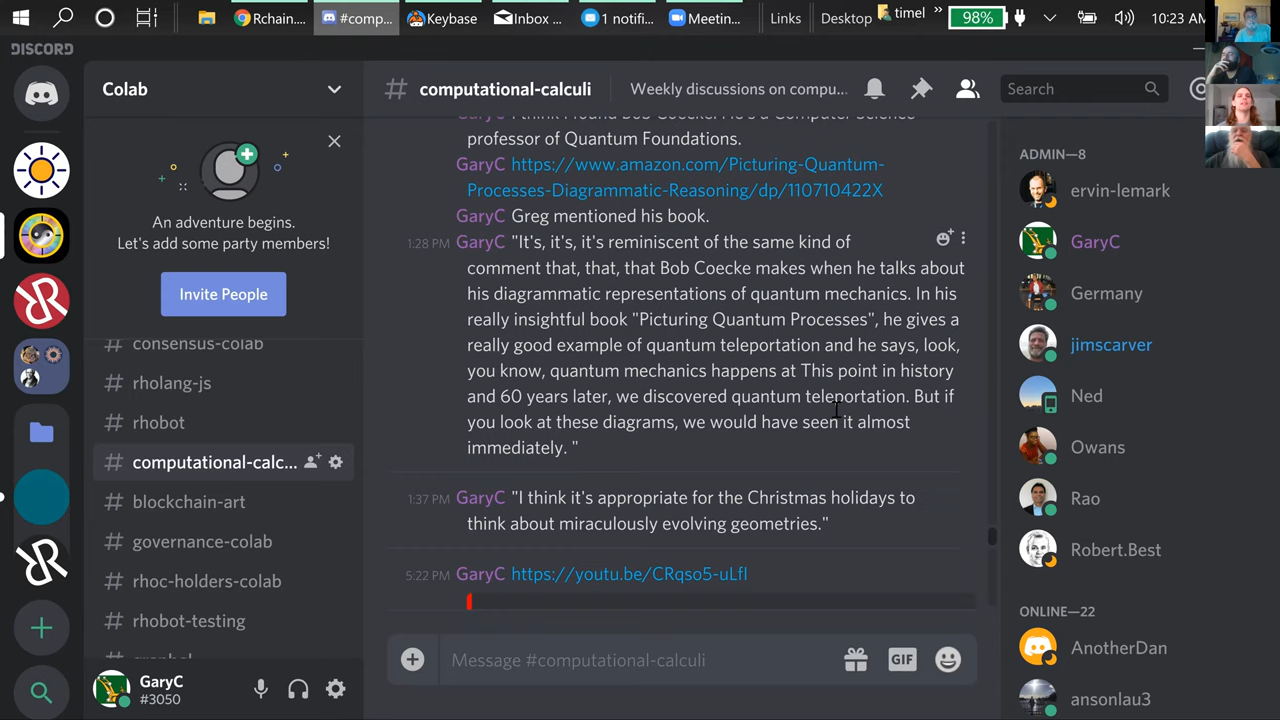 Rchain...
#comp...
Keybase
Inbox
1 notifi...
Meetin...
Links
Desktop
timel
»
98%
10:23 AM
DISCORD
Colab
An adventure begins.
Let's add some party members!
Invite People
consensus-colab
# rholang-js
# rhobot
# computational-calc...
# blockchain-art
# governance-colab
# rhoc-holders-colab
# rhobot-testing
GaryC
#3050
# computational-calculi
Weekly discussions on compu...
Search
professor of Quantum Foundations.
GaryC https://www.amazon.com/Picturing-Quantum-
Processes-Diagrammatic-Reasoning/dp/110710422X
GaryC Greg mentioned his book.
1:28 PM GaryC "It's, it's, it's reminiscent of the same kind of
comment that, that, that Bob Coecke makes when he talks about
his diagrammatic representations of quantum mechanics. In his
really insightful book "Picturing Quantum Processes", he gives a
really good example of quantum teleportation and he says, look,
you know, quantum mechanics happens at This point in history
and 60 years later, we discovered quantum teleportation. But if
you look at these diagrams, we would have seen it almost
immediately. "
1:37 PM GaryC "I think it's appropriate for the Christmas holidays to
think about miraculously evolving geometries."
5:22 PM GaryC https://youtu.be/CRqso5-uLfI
Message #computational-calculi
GIF
ADMIN—8
ervin-lemark
GaryC
Germany
jimscarver
Ned
Owans
Rao
Robert.Best
ONLINE—22
AnotherDan
ansonlau3